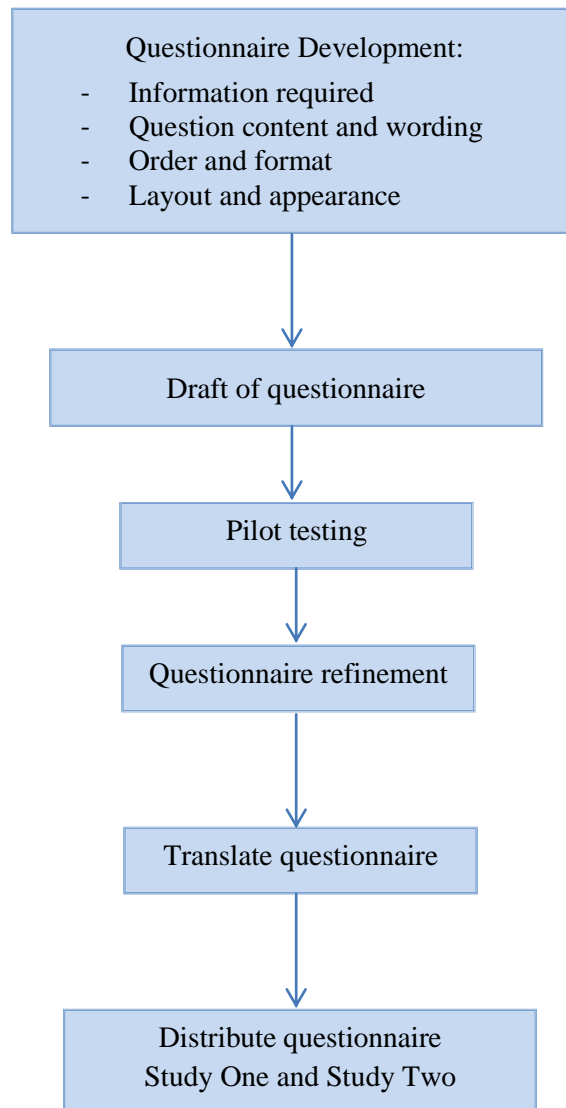 Questionnaire Development:
- Information required
- Question content and wording
- Order and format
- Layout and appearance
Draft of questionnaire
Pilot testing
Questionnaire refinement
Translate questionnaire
Distribute questionnaire
Study One and Study Two